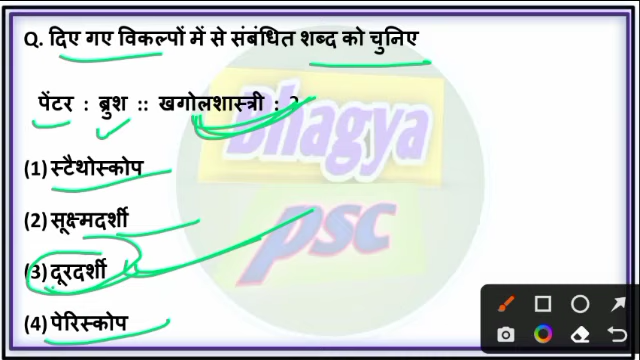 Q. दिए गए विकल्पों में से संबंधित शब्द को चुनिए
पेंटर : ब्रुश :: खगोलशास्त्री : ?
(1) स्टैथोस्कोप
(2) सूक्ष्मदर्शी
(3) दूरदर्शी
(4) पेरिस्कोप
Bhagya
psc